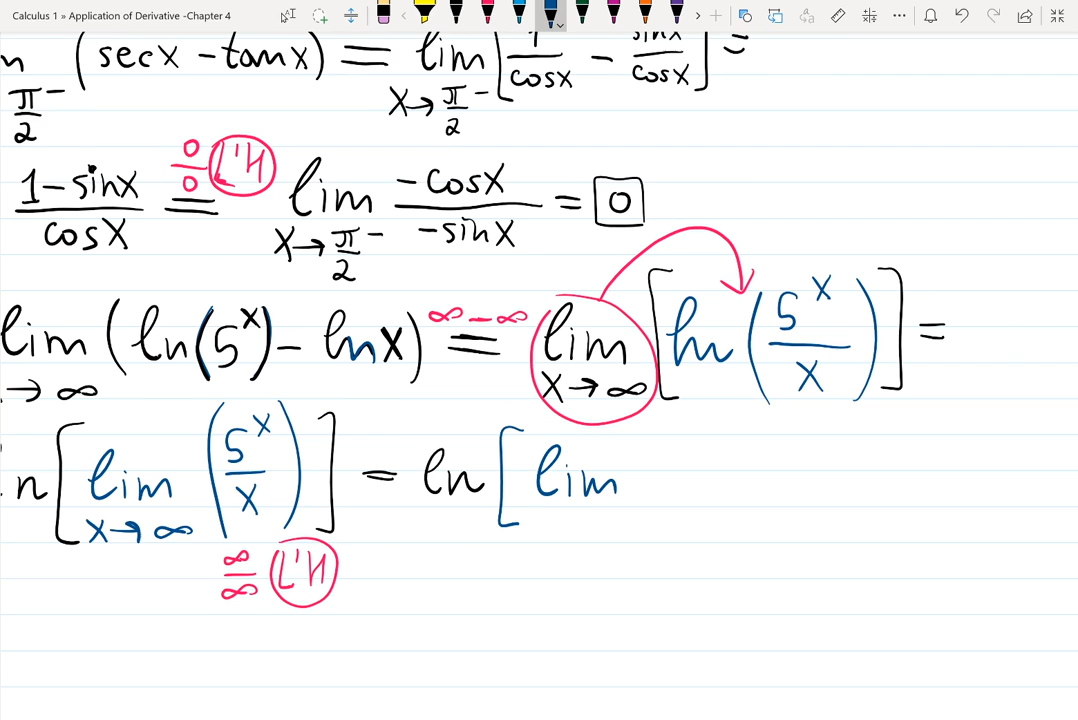 Calculus 1 » Application of Derivative -Chapter 4
(secx - tanx) = lim x→π/2⁻ [1/cosx - sinx/cosx] =
π/2⁻
(1-sinx)/cosx = 0/0 L'H lim x→π/2⁻ (-cosx)/(-sinx) = 0
lim →∞ (ln(5^x) - lnx) ∞-∞ = lim x→∞ [ln(5^x/x)] =
n[lim x→∞ (5^x/x)] = ln[lim
∞/∞ L'H